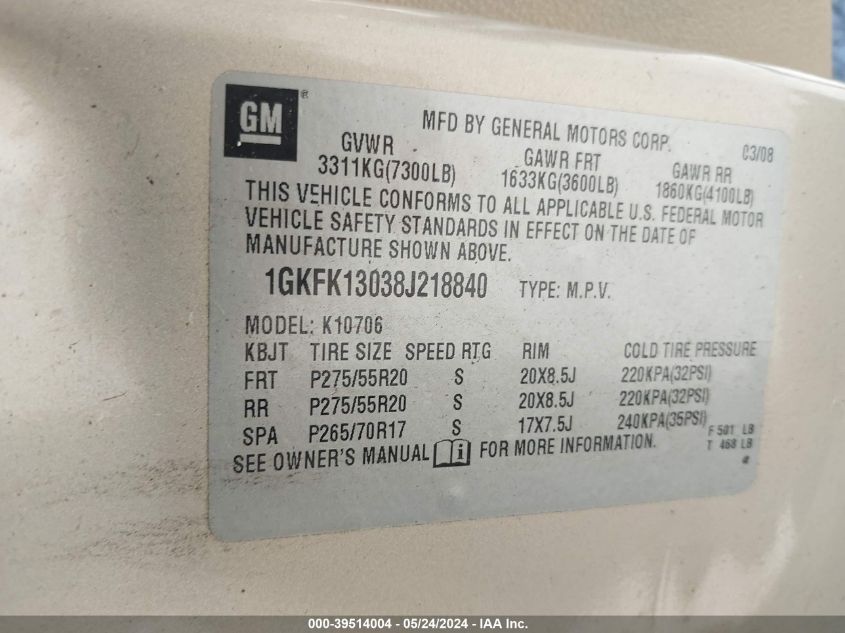 GM®
MFD BY GENERAL MOTORS CORP. 03/08
GVWR GAWR FRT GAWR RR
3311KG(7300LB) 1633KG(3600LB) 1860KG(4100LB)
THIS VEHICLE CONFORMS TO ALL APPLICABLE U.S. FEDERAL MOTOR
VEHICLE SAFETY STANDARDS IN EFFECT ON THE DATE OF
MANUFACTURE SHOWN ABOVE.
1GKFK13038J218840 TYPE: M.P.V.
MODEL: K10706
KBJT TIRE SIZE SPEED RTG RIM COLD TIRE PRESSURE
FRT P275/55R20 S 20X8.5J 220KPA(32PSI)
RR P275/55R20 S 20X8.5J 220KPA(32PSI)
SPA P265/70R17 S 17X7.5J 240KPA(35PSI)
F 501 LB
T 468 LB
SEE OWNER'S MANUAL i FOR MORE INFORMATION.
#
000-39514004 - 05/24/2024 - IAA Inc.